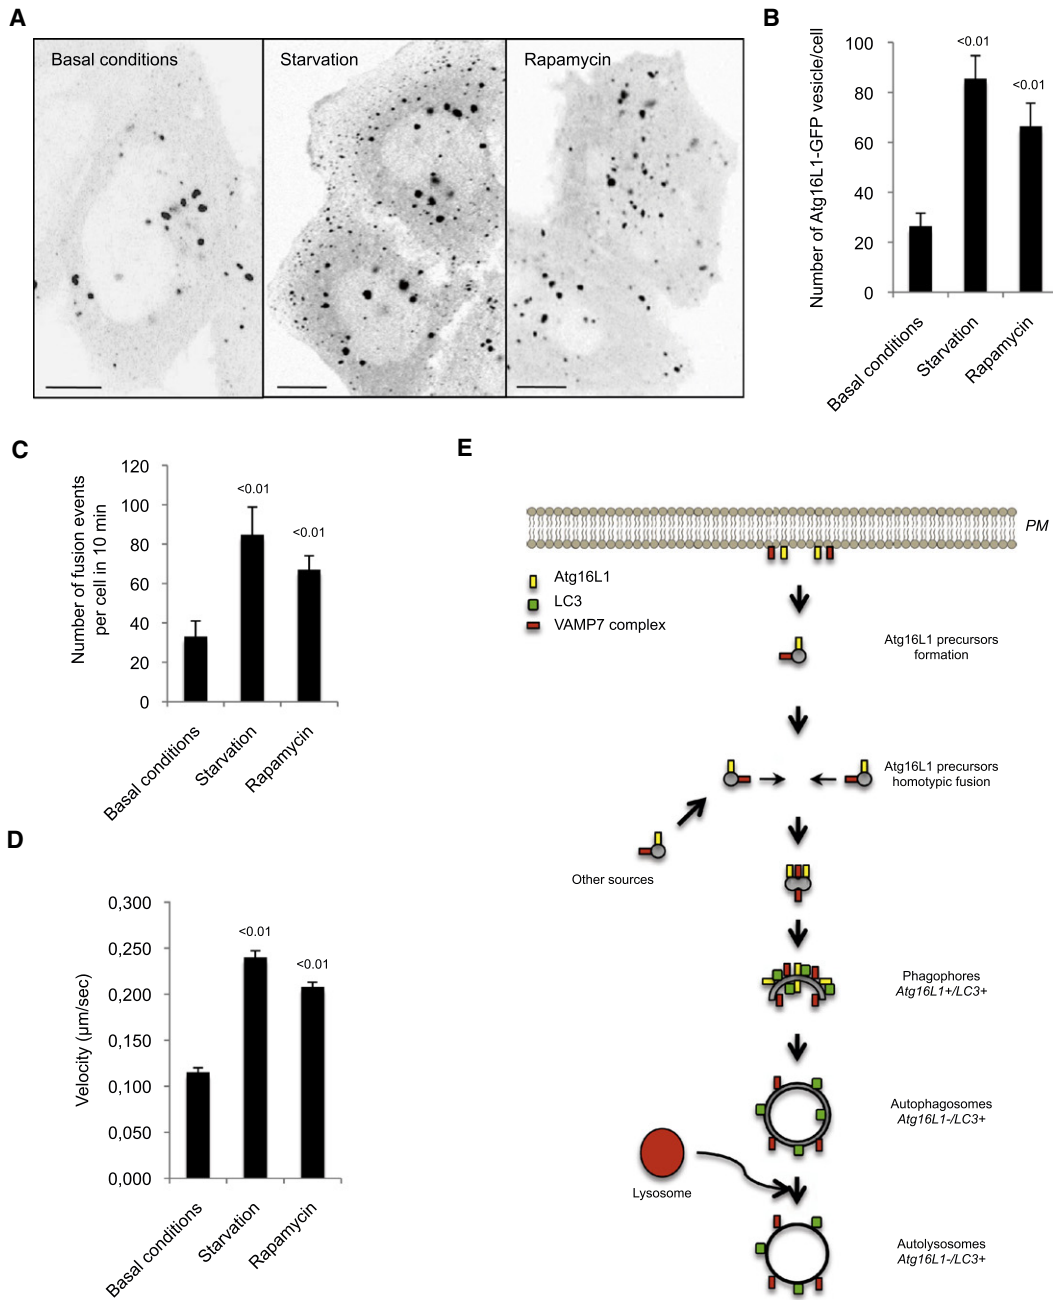 A
Basal conditions
Starvation
Rapamycin
B
Number of Atg16L1-GFP vesicle/cell
100
80
60
40
20
0
<0.01
<0.01
Basal conditions
Starvation
Rapamycin
C
Number of fusion events
per cell in 10 min
120
100
80
60
40
20
0
<0.01
<0.01
Basal conditions
Starvation
Rapamycin
D
Velocity (µm/sec)
0,300
0,250
0,200
0,150
0,100
0,050
0,000
<0.01
<0.01
Basal conditions
Starvation
Rapamycin
E
PM
Atg16L1
LC3
VAMP7 complex
Atg16L1 precursors
formation
Atg16L1 precursors
homotypic fusion
Other sources
Phagophores
Atg16L1+/LC3+
Autophagosomes
Atg16L1-/LC3+
Lysosome
Autolysosomes
Atg16L1-/LC3+